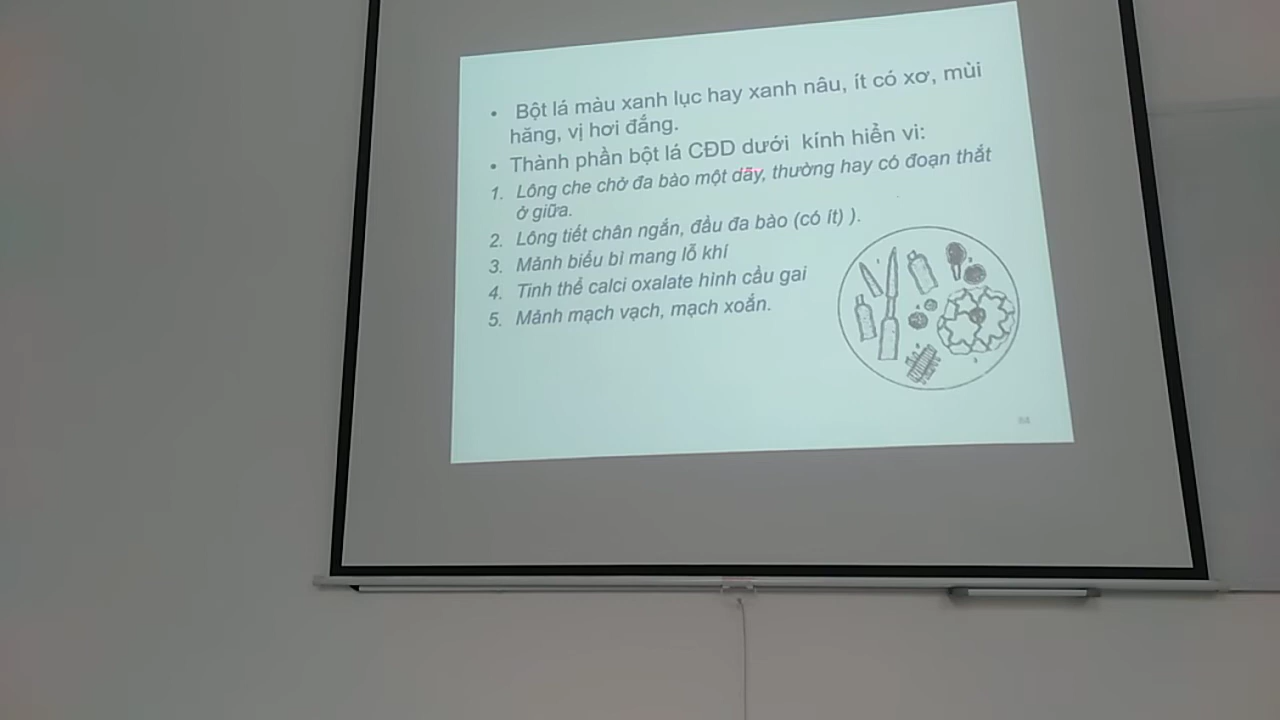 • Bột lá màu xanh lục hay xanh nâu, ít có xơ, mùi
hăng, vị hơi đắng.
• Thành phần bột lá CĐD dưới kính hiển vi:
1. Lông che chở đa bào một dãy, thường hay có đoạn thắt
ở giữa.
2. Lông tiết chân ngắn, đầu đa bào (có ít) ).
3. Mảnh biểu bì mang lỗ khí
4. Tinh thể calci oxalate hình cầu gai
5. Mảnh mạch vạch, mạch xoắn.